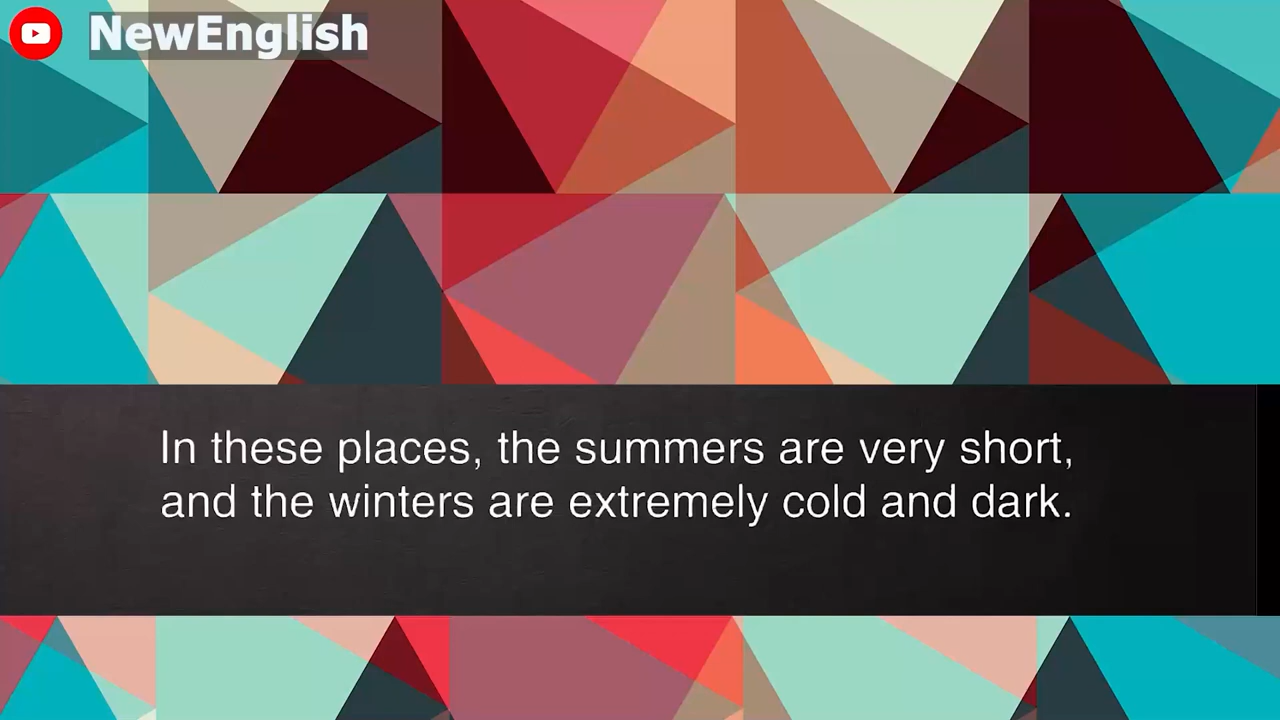 NewEnglish
In these places, the summers are very short,
and the winters are extremely cold and dark.